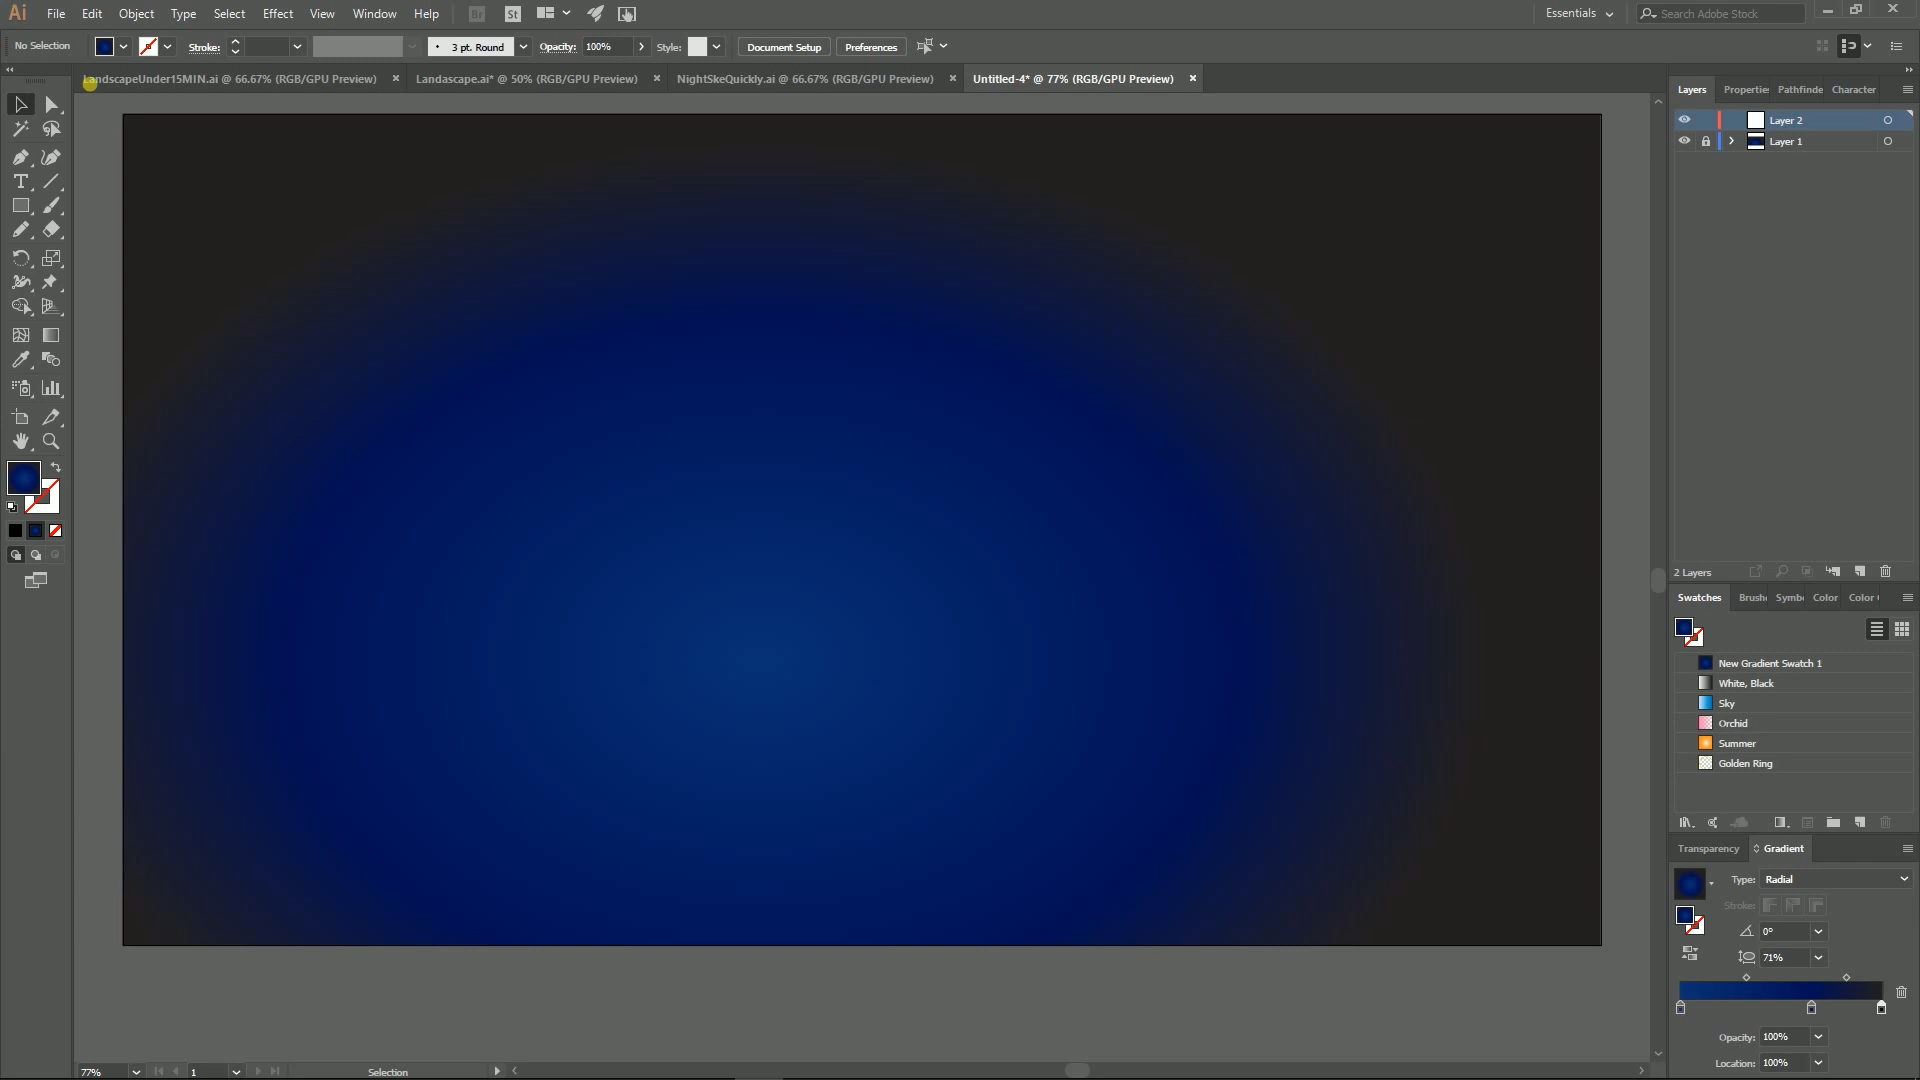 Ai File Edit Object Type Select Effect View Window Help Br St Essentials Search Adobe Stock
No Selection Stroke: 3 pt. Round Opacity: 100% Style: Document Setup Preferences
LandscapeUnder15MIN.ai @ 66.67% (RGB/GPU Preview) Landascape.ai* @ 50% (RGB/GPU Preview) NightSkeQuickly.ai @ 66.67% (RGB/GPU Preview) Untitled-4* @ 77% (RGB/GPU Preview)
Layers Properties Pathfinde Character
Layer 2
Layer 1
2 Layers
Swatches Brushe Symb Color Color
New Gradient Swatch 1
White, Black
Sky
Orchid
Summer
Golden Ring
Transparency Gradient
Type: Radial
Stroke:
0°
71%
Opacity: 100%
Location: 100%
77% 1 Selection